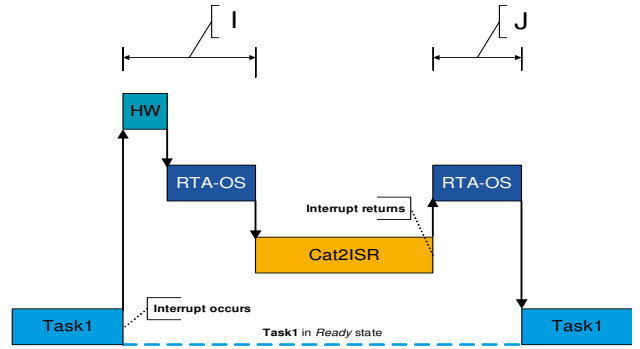 I
J
HW
RTA-OS
RTA-OS
Interrupt returns
Cat2ISR
Interrupt occurs
Task1
Task1 in Ready state
Task1